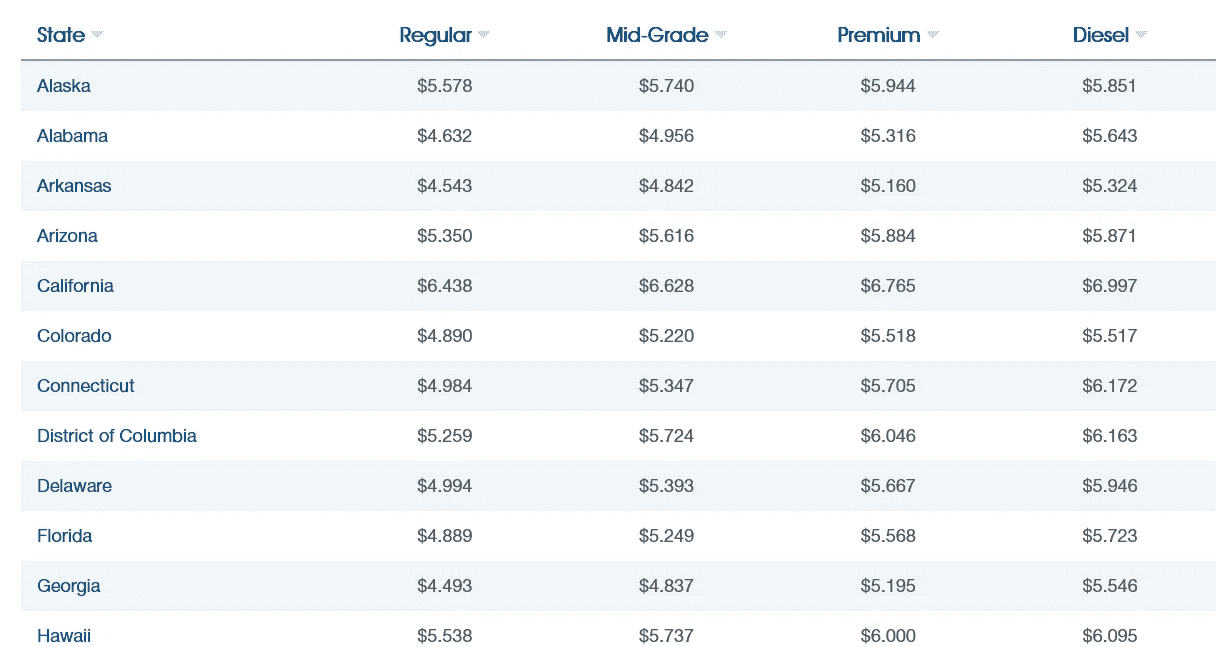 State Regular Mid-Grade Premium Diesel
Alaska $5.578 $5.740 $5.944 $5.851
Alabama $4.632 $4.956 $5.316 $5.643
Arkansas $4.543 $4.842 $5.160 $5.324
Arizona $5.350 $5.616 $5.884 $5.871
California $6.438 $6.628 $6.765 $6.997
Colorado $4.890 $5.220 $5.518 $5.517
Connecticut $4.984 $5.347 $5.705 $6.172
District of Columbia $5.259 $5.724 $6.046 $6.163
Delaware $4.994 $5.393 $5.667 $5.946
Florida $4.889 $5.249 $5.568 $5.723
Georgia $4.493 $4.837 $5.195 $5.546
Hawaii $5.538 $5.737 $6.000 $6.095